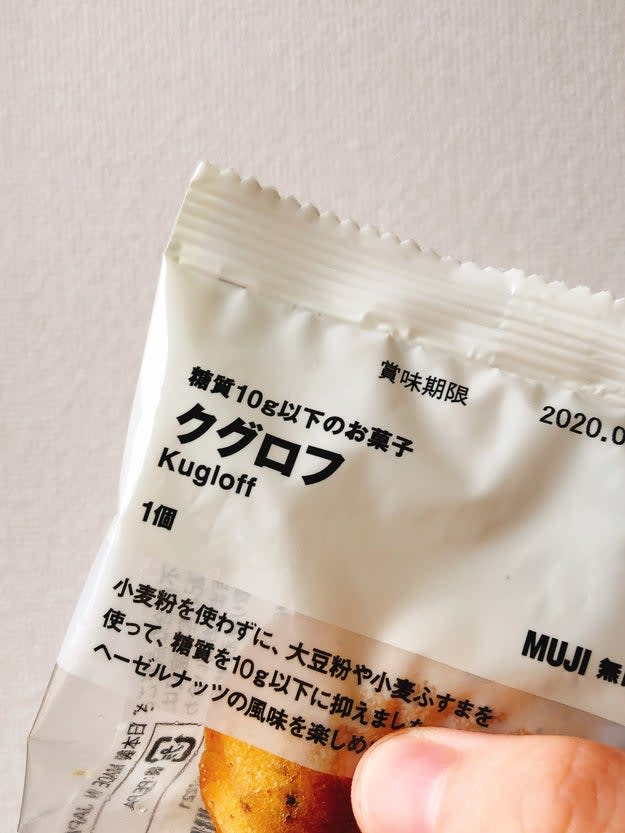 糖質10g以下のお菓子
クグロフ
Kugloff
1個
賞味期限
2020.0
小麦粉を使わずに、大豆粉や小麦ふすまを
使って、糖質を10g以下に抑えました
ヘーゼルナッツの風味を楽しめ
MUJI 無